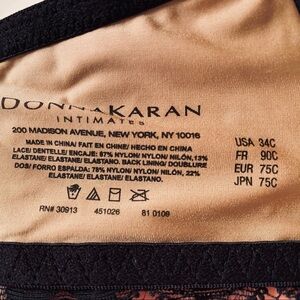 DONNAKARAN
INTIMATES
200 MADISON AVENUE, NEW YORK, NY 10016
MADE IN CHINA/ FAIT EN CHINE/ HECHO EN CHINA
LACE/ DENTELLE/ ENCAJE: 87% NYLON/ NYLON/ NILÓN, 13%
ELASTANE/ ELASTANE/ ELASTANO. BACK LINING/ DOUBLURE
DOS/ FORRO ESPALDA: 78% NYLON/ NYLON/ NILÓN, 22%
ELASTANE/ ELASTANE/ ELASTANO.
RN# 30913 451026 81 0109
USA 34C
FR 90C
EUR 75C
JPN 75C